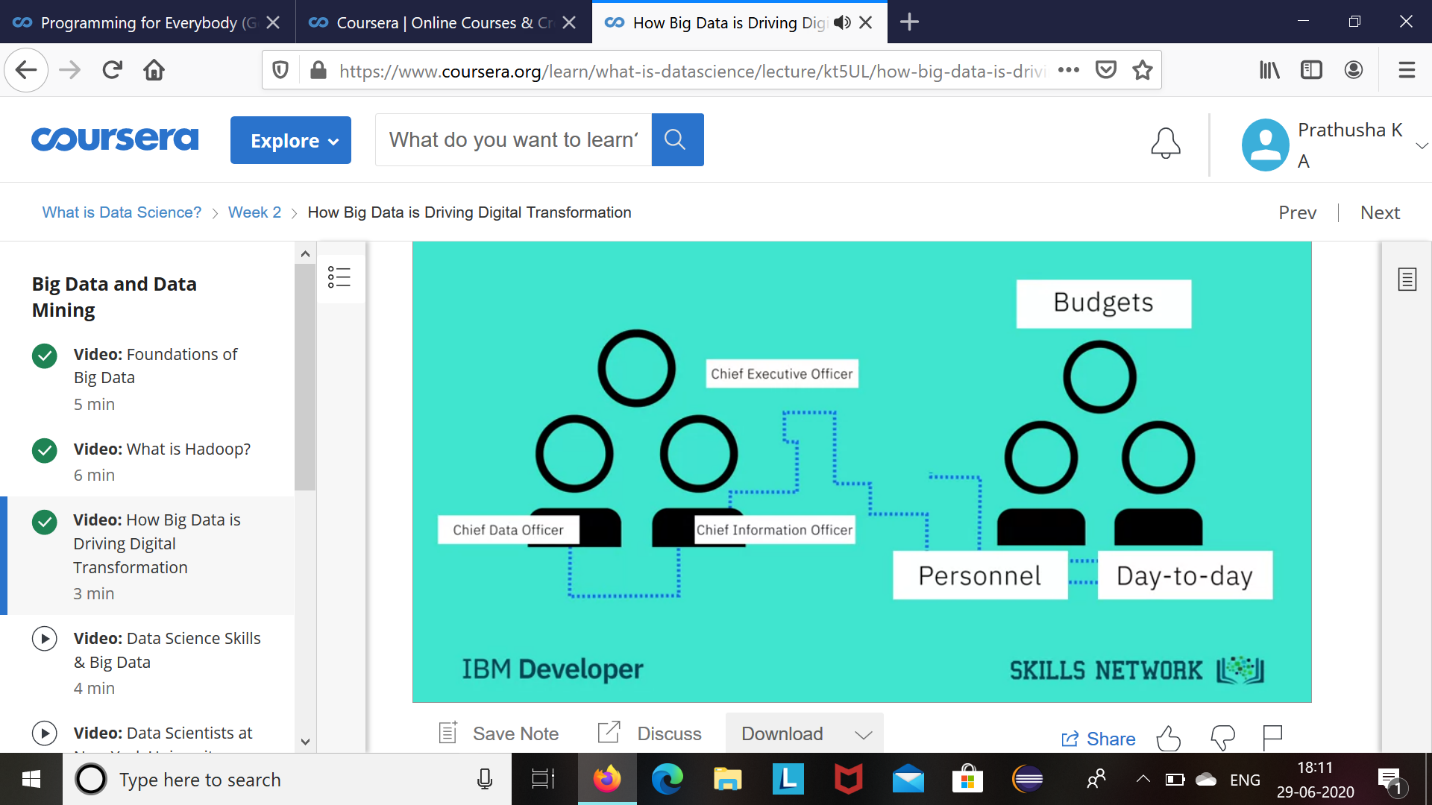 Programming for Everybody (G
Coursera | Online Courses & Cr
How Big Data is Driving Digi
https://www.coursera.org/learn/what-is-datascience/lecture/kt5UL/how-big-data-is-drivi
coursera
Explore
What do you want to learn?
Prathusha K
A
What is Data Science? > Week 2 > How Big Data is Driving Digital Transformation
Prev | Next
Big Data and Data
Mining
Video: Foundations of
Big Data
5 min
Video: What is Hadoop?
6 min
Video: How Big Data is
Driving Digital
Transformation
3 min
Video: Data Science Skills
& Big Data
4 min
Video: Data Scientists at
Budgets
Chief Executive Officer
Chief Data Officer
Chief Information Officer
Personnel
Day-to-day
IBM Developer
SKILLS NETWORK
Save Note
Discuss
Download
Share
Type here to search
L
ENG
18:11
29-06-2020
1